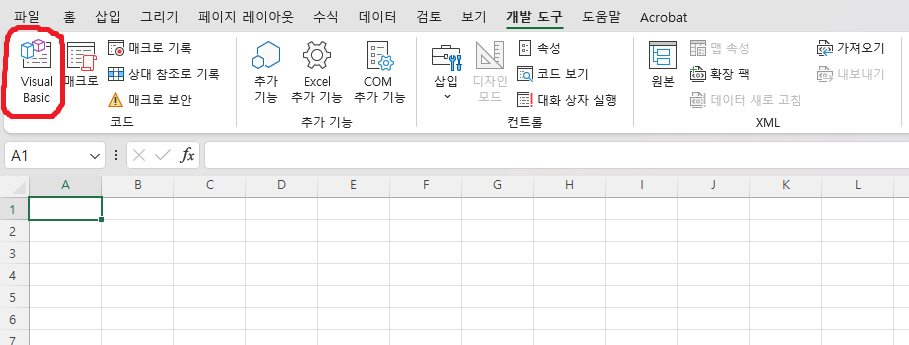 파일 홈 삽입 그리기 페이지 레이아웃 수식 데이터 검토 보기 개발 도구 도움말 Acrobat
Visual Basic
매크로
매크로 기록
상대 참조로 기록
매크로 보안
코드
추가 기능
Excel 추가 기능
COM 추가 기능
추가 기능
삽입
디자인 모드
속성
코드 보기
대화 상자 실행
컨트롤
원본
맵 속성
확장 팩
데이터 새로 고침
가져오기
내보내기
XML
A1
fx
A B C D E F G H I J K L
1
2
3
4
5
6
7